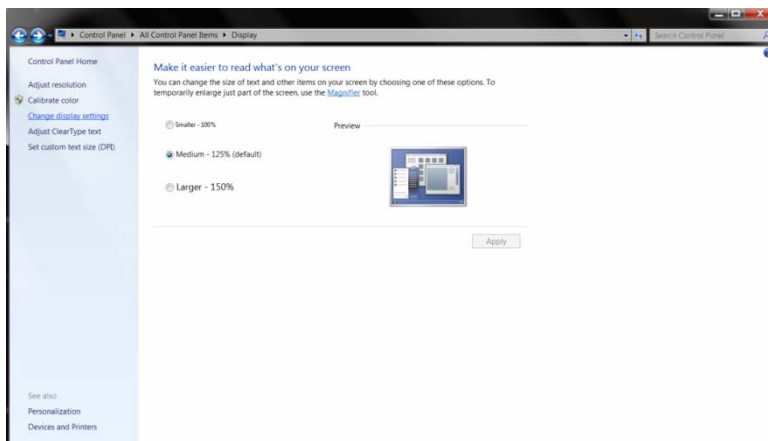 Control Panel ▸ All Control Panel Items ▸ Display
Search Control Panel
Control Panel Home
Adjust resolution
Calibrate color
Change display settings
Adjust ClearType text
Set custom text size (DPI)
See also
Personalization
Devices and Printers
Make it easier to read what's on your screen
You can change the size of text and other items on your screen by choosing one of these options. To
temporarily enlarge just part of the screen, use the Magnifier tool.
Smaller - 100%
Preview
Medium - 125% (default)
Larger - 150%
Apply